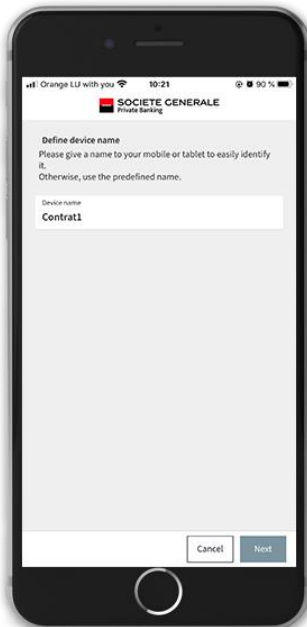 Orange LU with you 10:21 90 %
SOCIETE GENERALE
Private Banking
Define device name
Please give a name to your mobile or tablet to easily identify
it.
Otherwise, use the predefined name.
Device name
Contrat1
Cancel Next